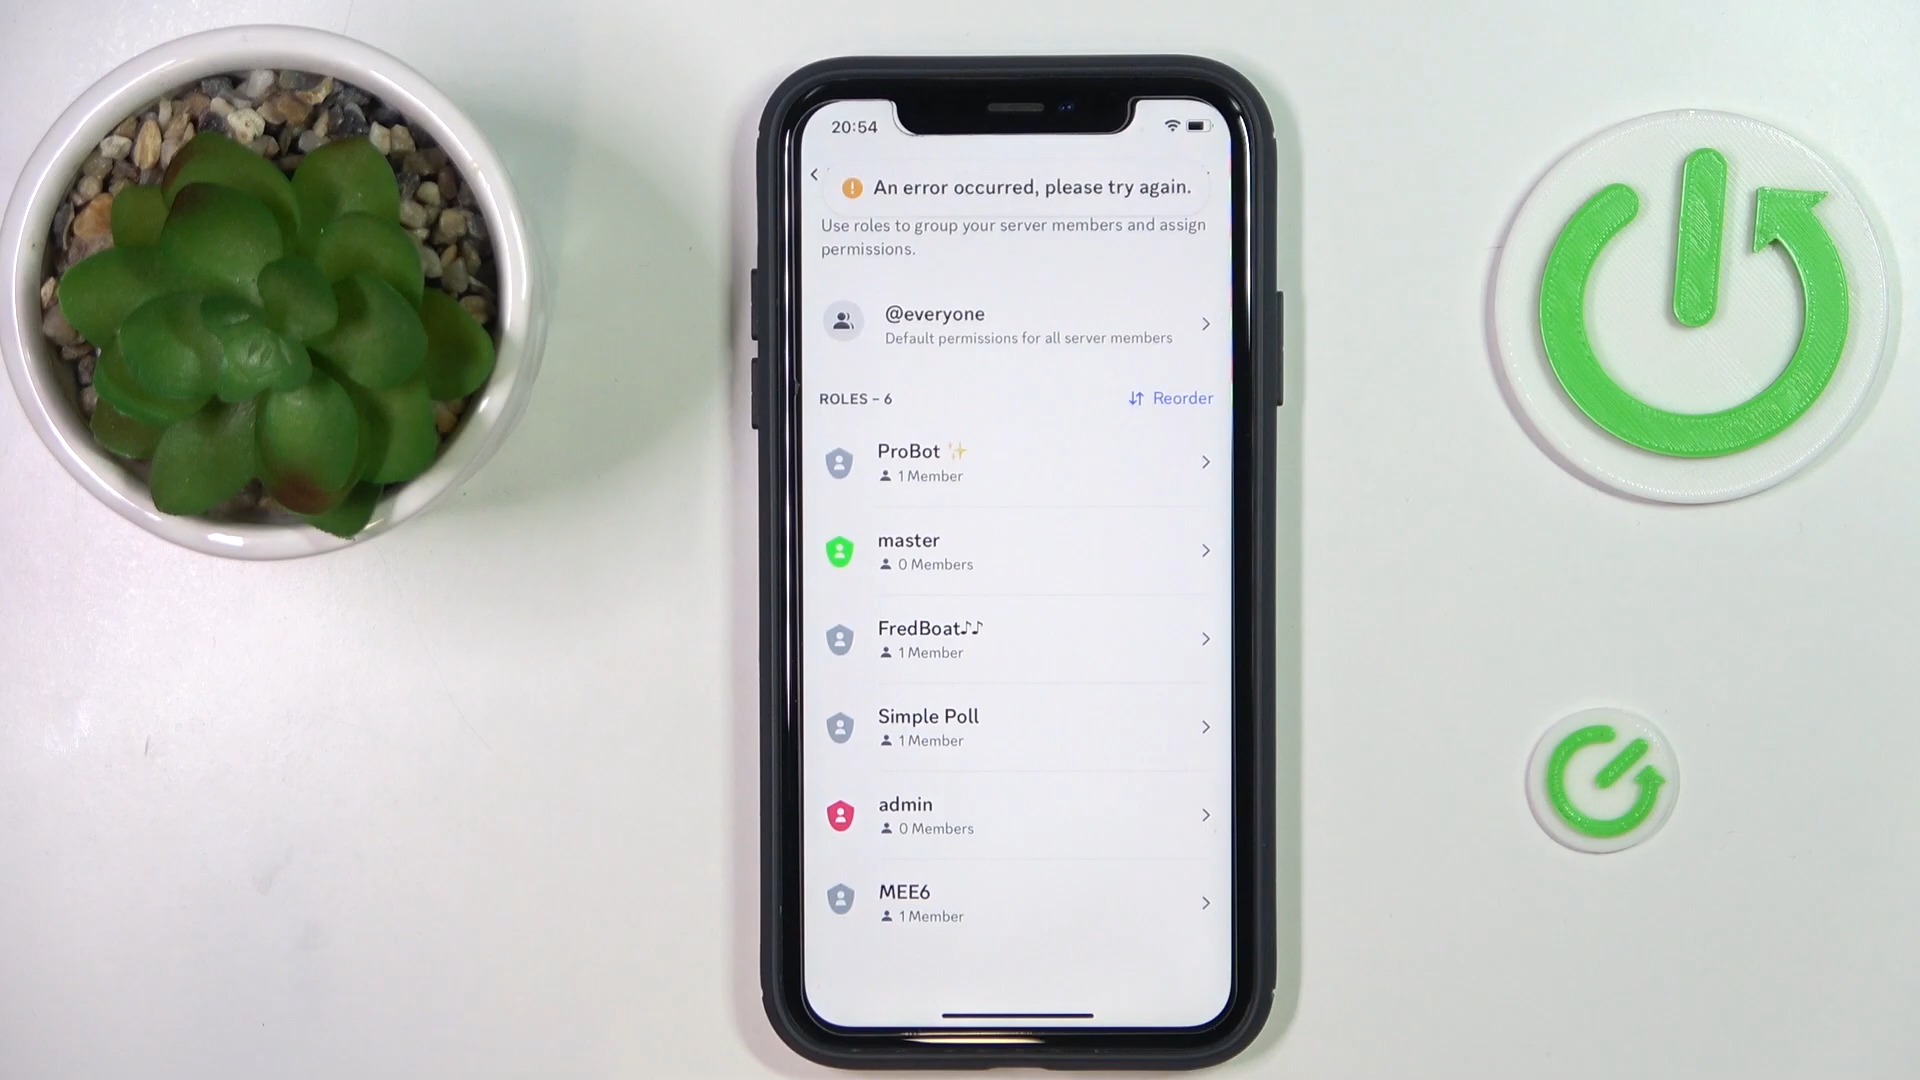 20:54
An error occurred, please try again.
Use roles to group your server members and assign
permissions.
@everyone
Default permissions for all server members
ROLES – 6
Reorder
ProBot ✨
1 Member
master
0 Members
FredBoat♪♪
1 Member
Simple Poll
1 Member
admin
0 Members
MEE6
1 Member